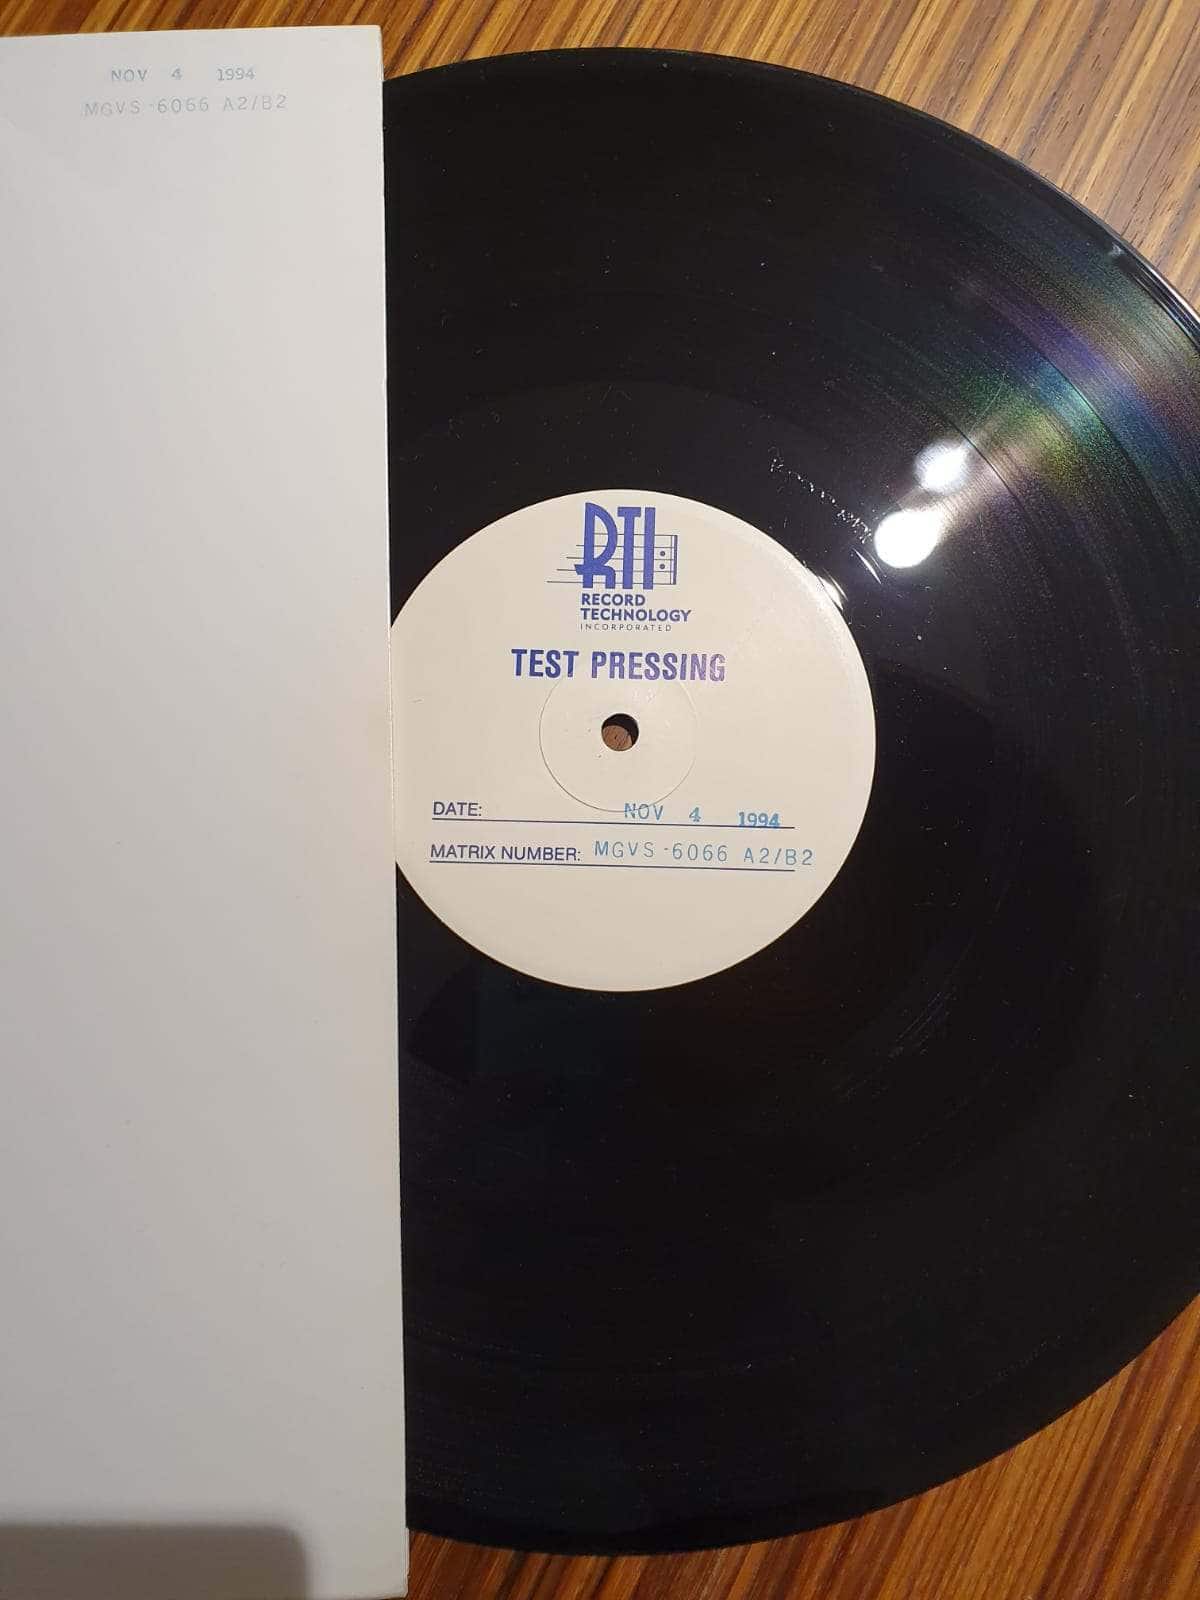 NOV 4 1994
MGVS-6066 A2/B2
RTI
RECORD
TECHNOLOGY
INCORPORATED
TEST PRESSING
DATE: NOV 4 1994
MATRIX NUMBER: MGVS-6066 A2/B2